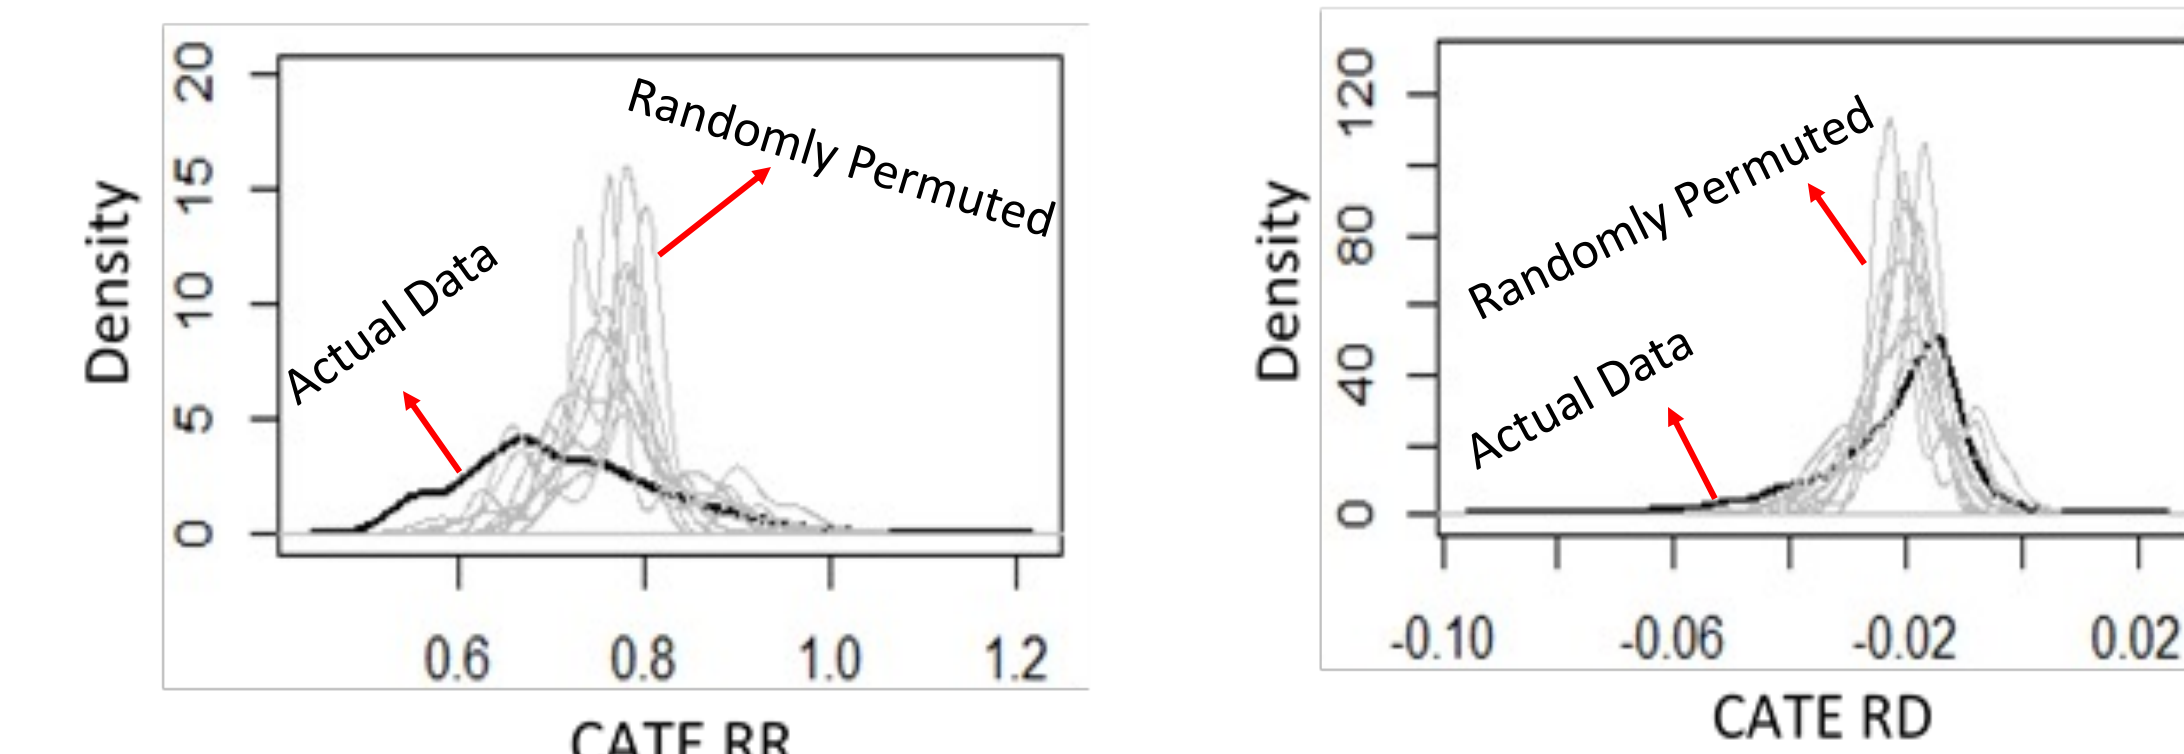 20
15
10
5
0
Density
Actual Data
Randomly Permuted
0.6 0.8 1.0 1.2
CATE RR
120
80
40
0
Density
Randomly Permuted
Actual Data
-0.10 -0.06 -0.02 0.02
CATE RD